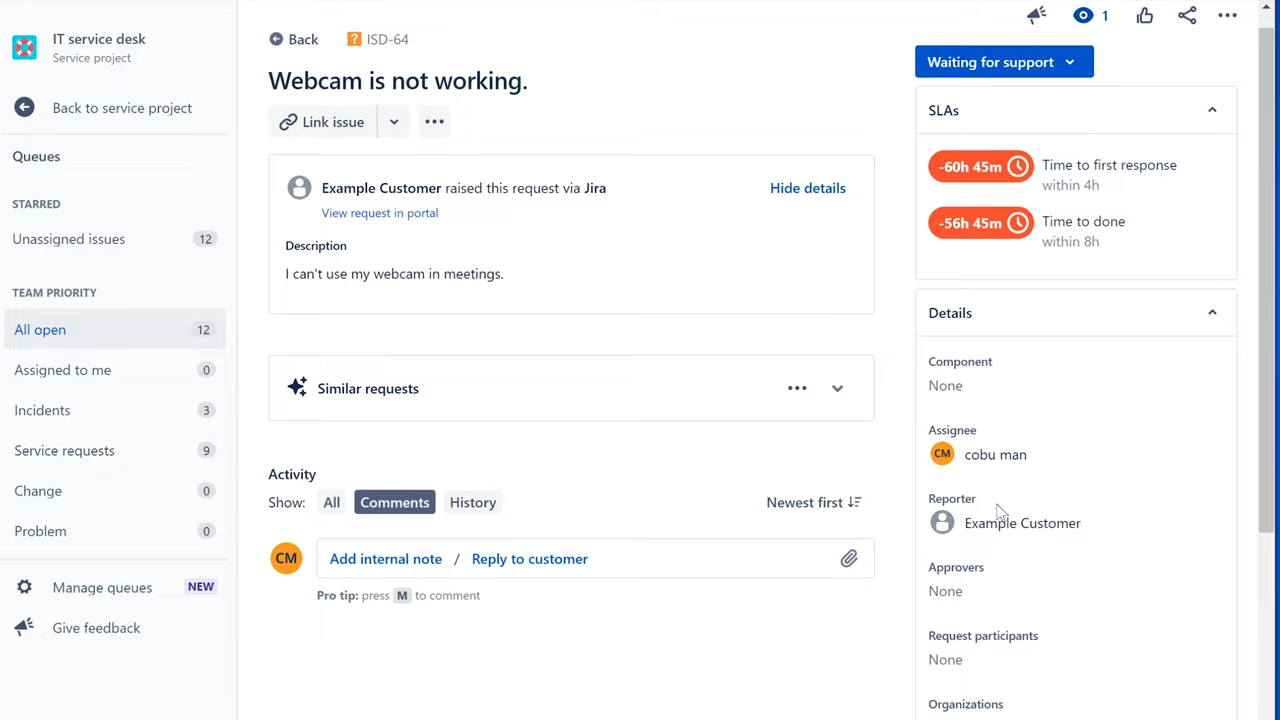 IT service desk
Service project
Back to service project
Queues
STARRED
Unassigned issues 12
TEAM PRIORITY
All open 12
Assigned to me 0
Incidents 3
Service requests 9
Change 0
Problem 0
Manage queues NEW
Give feedback
Back ISD-64
Webcam is not working.
Link issue
Example Customer raised this request via Jira Hide details
View request in portal
Description
I can't use my webcam in meetings.
Similar requests
Activity
Show: All Comments History Newest first
CM Add internal note / Reply to customer
Pro tip: press M to comment
1
Waiting for support
SLAs
-60h 45m Time to first response
within 4h
-56h 45m Time to done
within 8h
Details
Component
None
Assignee
CM cobu man
Reporter
Example Customer
Approvers
None
Request participants
None
Organizations